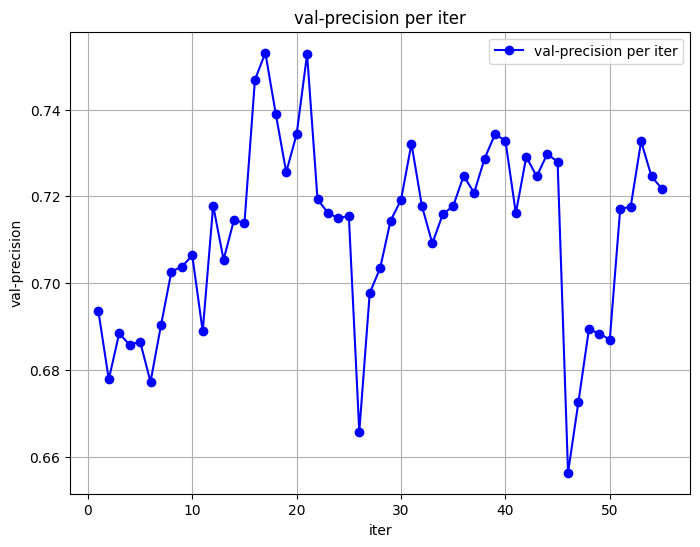 val-precision per iter
val-precision per iter
0.74
0.72
0.70
0.68
0.66
val-precision
0 10 20 30 40 50
iter